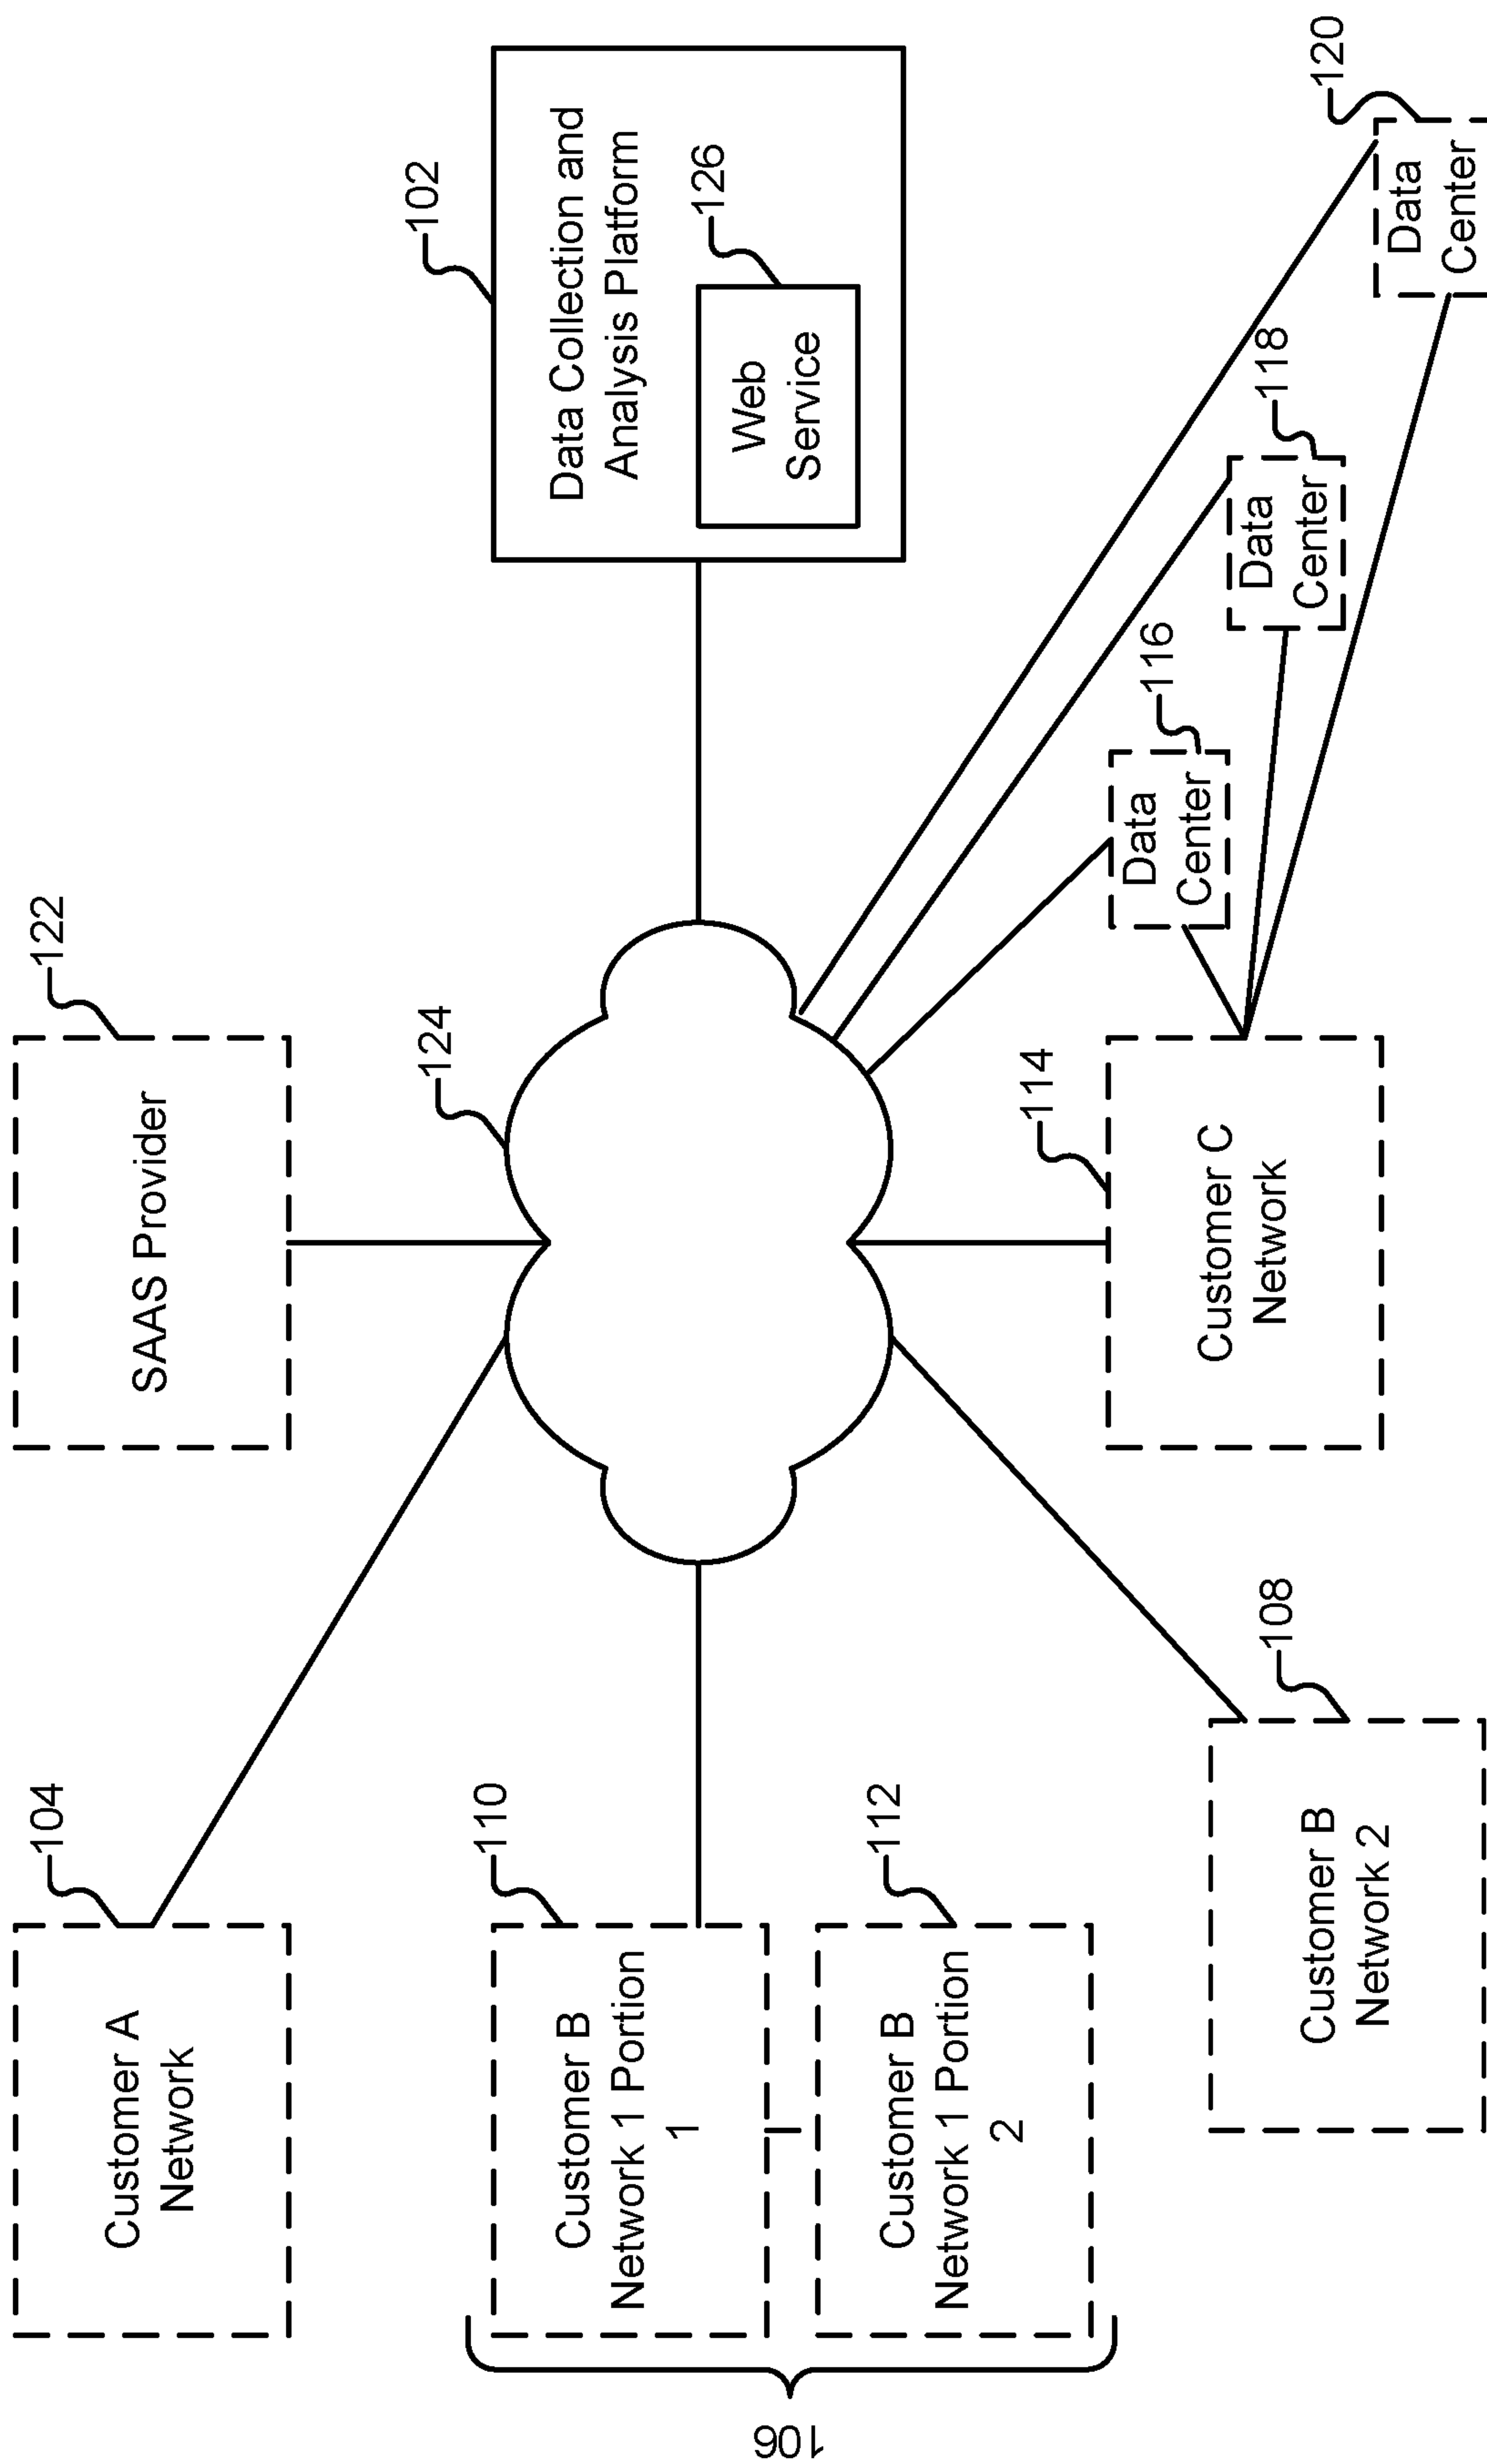 122
SAAS Provider
104
Customer A
Network
124
102
Data Collection and
Analysis Platform
126
Web
Service
110
Customer B
Network 1 Portion
1
112
Customer B
Network 1 Portion
2
106
114
Customer C
Network
116
Data
Center
118
Data
Center
120
Data
Center
108
Customer B
Network 2